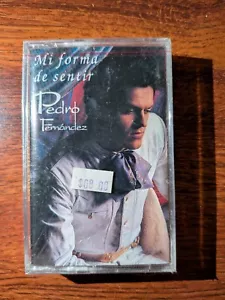 Mi forma
de sentir
Pedro
Fernández